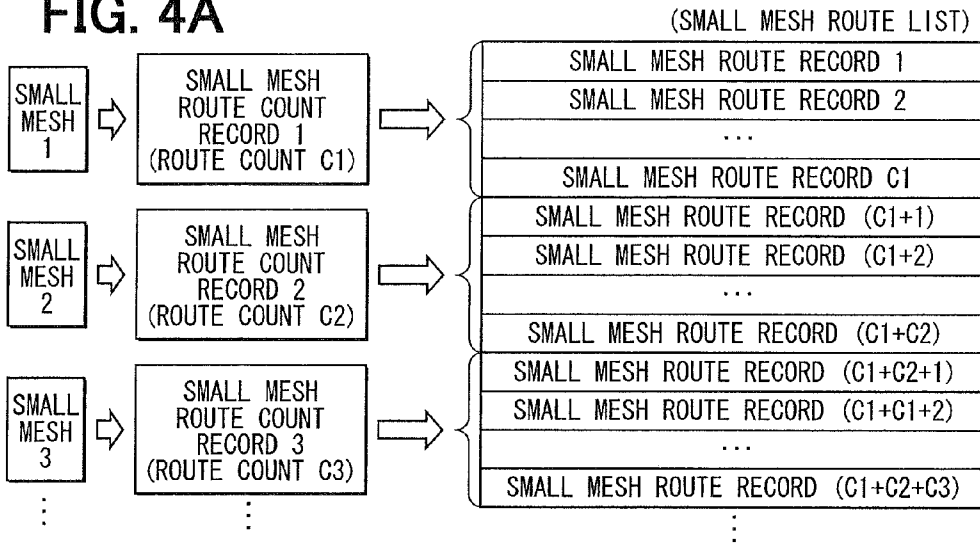 FIG. 4A
(SMALL MESH ROUTE LIST)
SMALL
MESH
1
SMALL MESH
ROUTE COUNT
RECORD 1
(ROUTE COUNT C1)
SMALL MESH ROUTE RECORD 1
SMALL MESH ROUTE RECORD 2
...
SMALL MESH ROUTE RECORD C1
SMALL
MESH
2
SMALL MESH
ROUTE COUNT
RECORD 2
(ROUTE COUNT C2)
SMALL MESH ROUTE RECORD (C1+1)
SMALL MESH ROUTE RECORD (C1+2)
...
SMALL MESH ROUTE RECORD (C1+C2)
SMALL
MESH
3
SMALL MESH
ROUTE COUNT
RECORD 3
(ROUTE COUNT C3)
SMALL MESH ROUTE RECORD (C1+C2+1)
SMALL MESH ROUTE RECORD (C1+C1+2)
...
SMALL MESH ROUTE RECORD (C1+C2+C3)